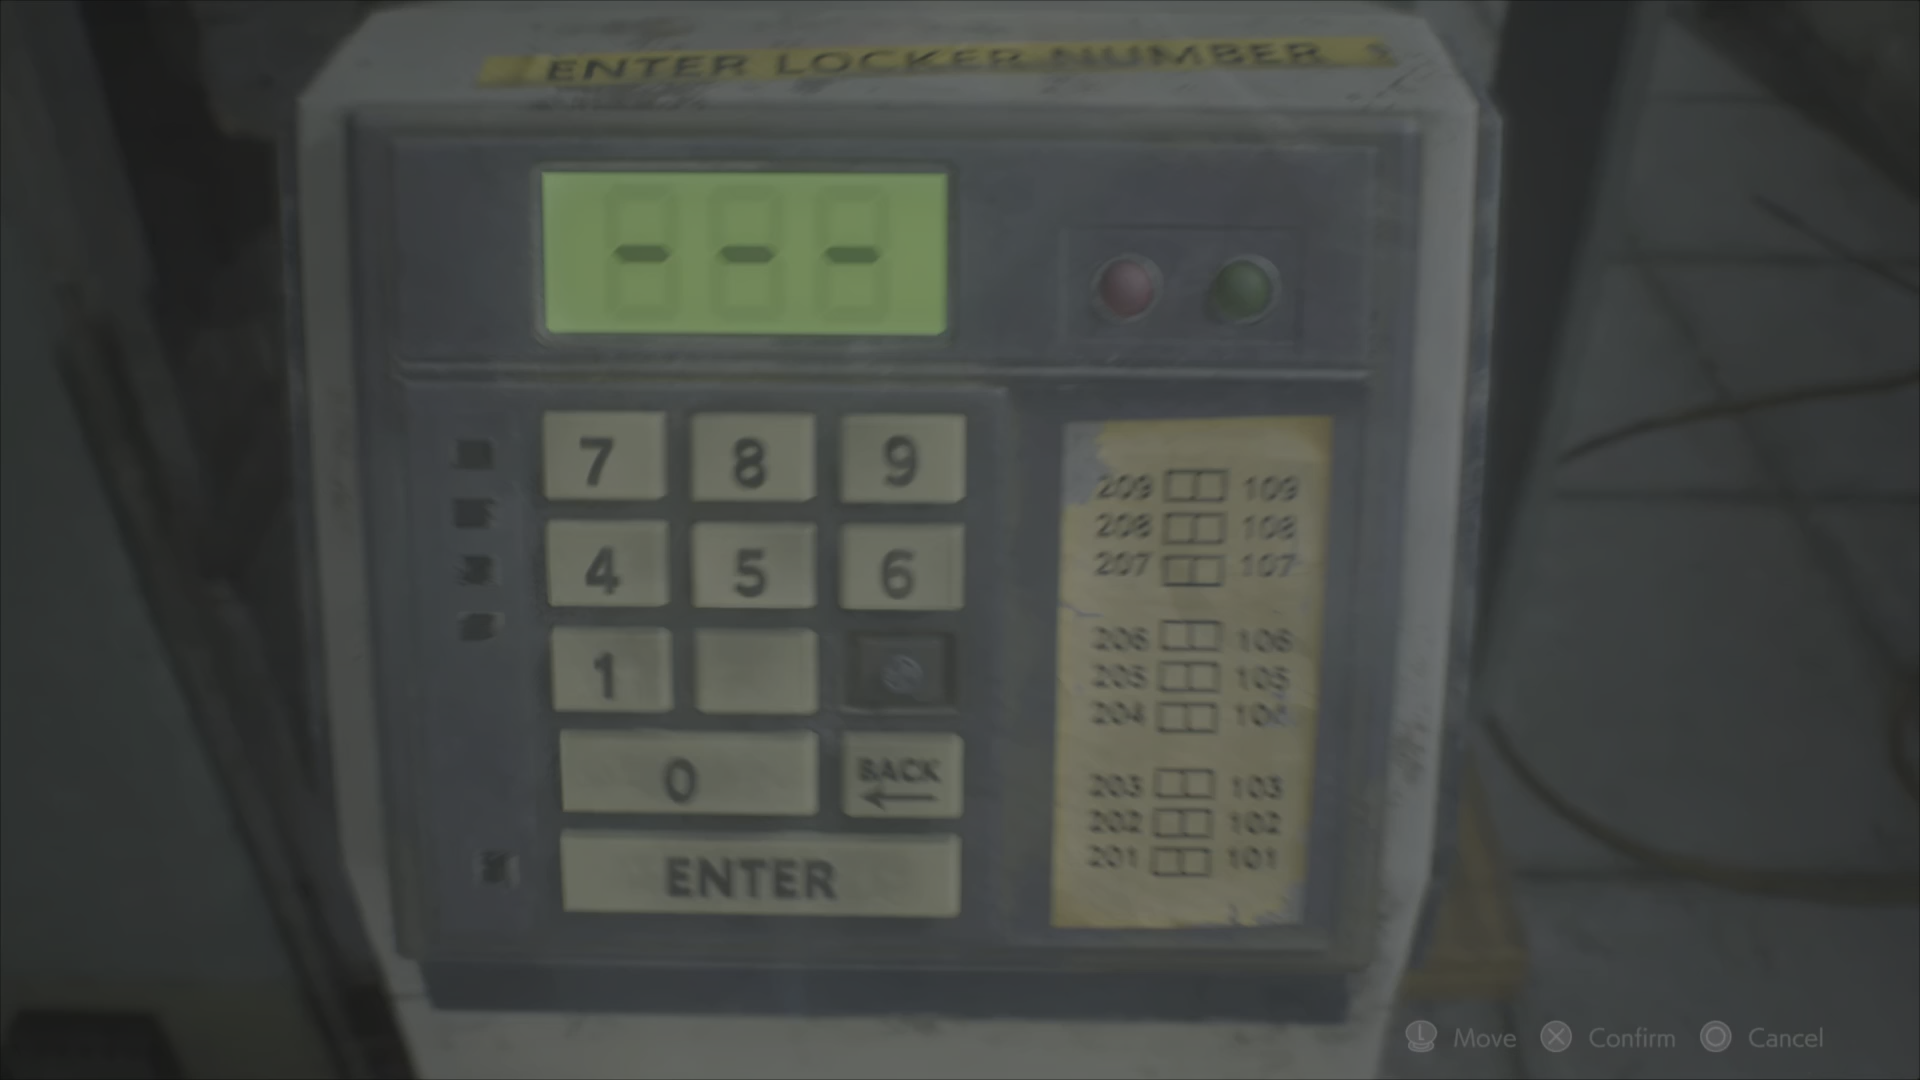 ENTER LOCKER NUMBER
- - -
7 8 9
4 5 6
1
0 BACK
ENTER
209 109
208 108
207 107
206 106
205 105
204 104
203 103
202 102
201 101
L Move Confirm Cancel